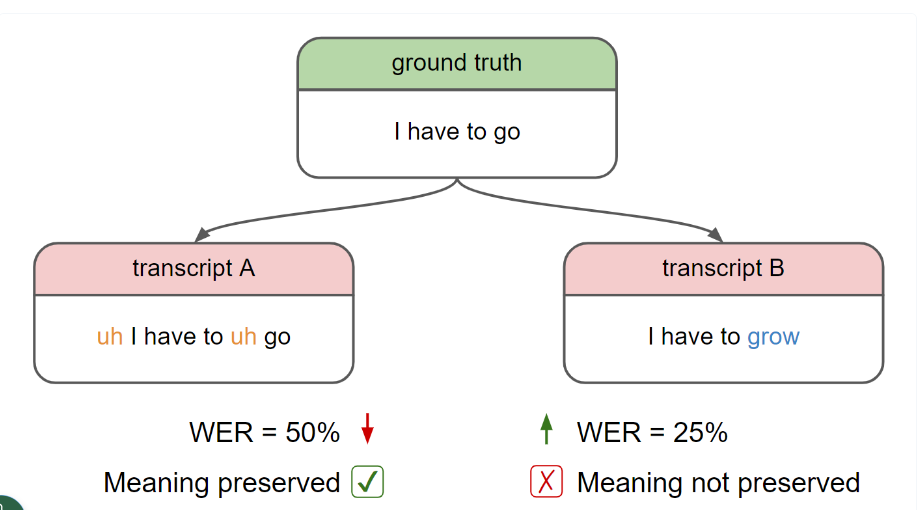 ground truth
I have to go
transcript A
uh I have to uh go
transcript B
I have to grow
WER = 50%
WER = 25%
Meaning preserved
Meaning not preserved